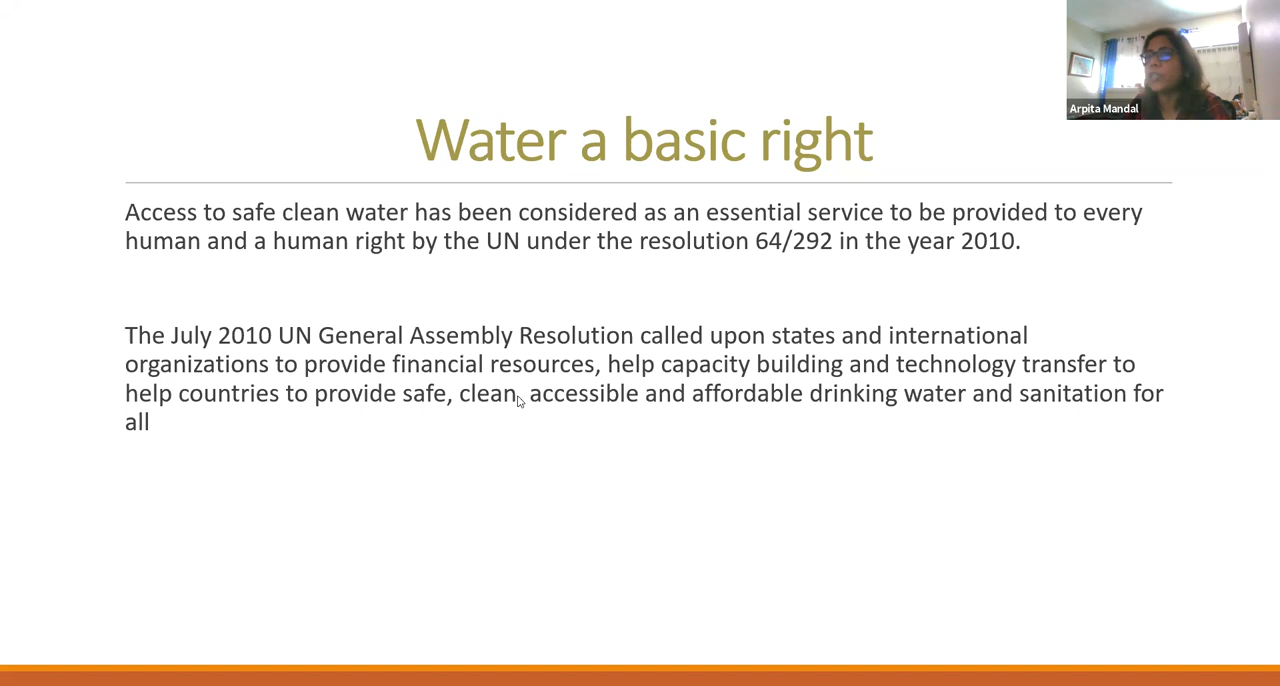 Arpita Mandal
Water a basic right
Access to safe clean water has been considered as an essential service to be provided to every
human and a human right by the UN under the resolution 64/292 in the year 2010.
The July 2010 UN General Assembly Resolution called upon states and international
organizations to provide financial resources, help capacity building and technology transfer to
help countries to provide safe, clean, accessible and affordable drinking water and sanitation for
all